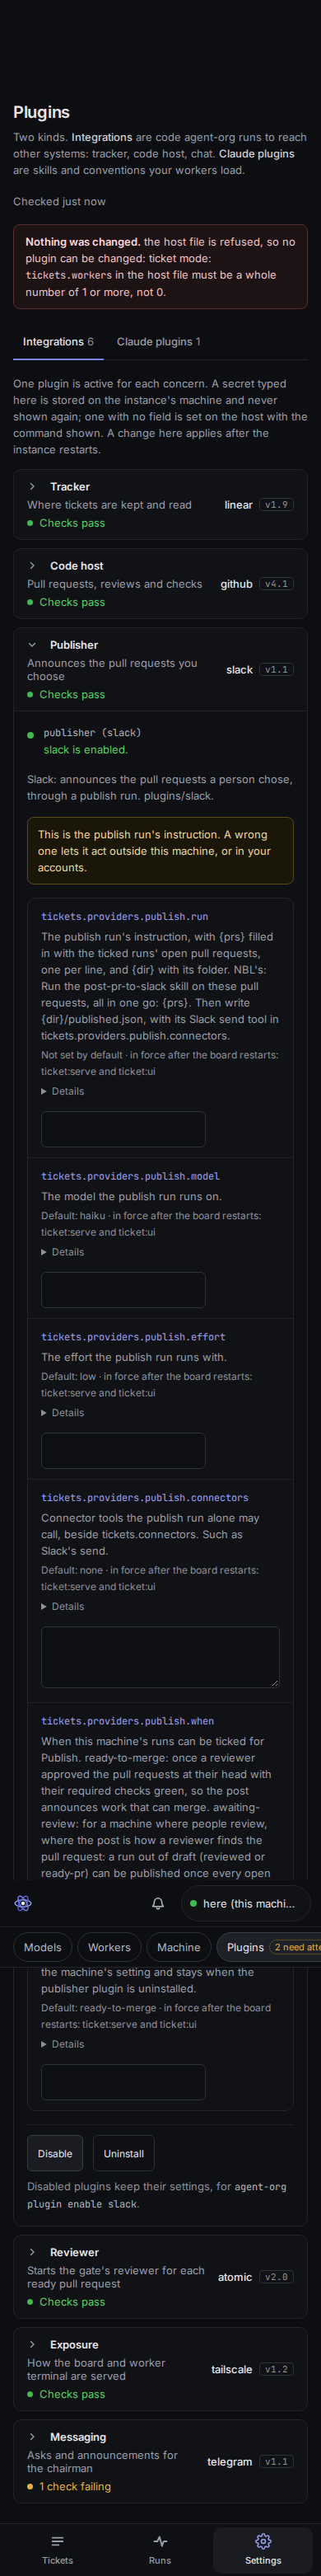 Plugins
Two kinds. Integrations are code agent-org runs to reach
other systems: tracker, code host, chat. Claude plugins
are skills and conventions your workers load.
Checked just now
Nothing was changed. the host file is refused, so no
plugin can be changed: ticket mode:
tickets.workers in the host file must be a whole
number of 1 or more, not 0.
Integrations 6
Claude plugins 1
One plugin is active for each concern. A secret typed
here is stored on the instance's machine and never
shown again; one with no field is set on the host with the
command shown. A change here applies after the
instance restarts.
Tracker
Where tickets are kept and read
linear v1.9
Checks pass
Code host
Pull requests, reviews and checks
github v4.1
Checks pass
Publisher
Announces the pull requests you
choose
slack v1.1
Checks pass
publisher (slack)
slack is enabled.
Slack: announces the pull requests a person chose,
through a publish run. plugins/slack.
This is the publish run's instruction. A wrong
one lets it act outside this machine, or in your
accounts.
tickets.providers.publish.run
The publish run's instruction, with {prs} filled
in with the ticked runs' open pull requests,
one per line, and {dir} with its folder. NBL's:
Run the post-pr-to-slack skill on these pull
requests, all in one go: {prs}. Then write
{dir}/published.json, with its Slack send tool in
tickets.providers.publish.connectors.
Not set by default · in force after the board restarts:
ticket:serve and ticket:ui
Details
tickets.providers.publish.model
The model the publish run runs on.
Default: haiku · in force after the board restarts:
ticket:serve and ticket:ui
Details
tickets.providers.publish.effort
The effort the publish run runs with.
Default: low · in force after the board restarts:
ticket:serve and ticket:ui
Details
tickets.providers.publish.connectors
Connector tools the publish run alone may
call, beside tickets.connectors. Such as
Slack's send.
Default: none · in force after the board restarts:
ticket:serve and ticket:ui
Details
tickets.providers.publish.when
When this machine's runs can be ticked for
Publish. ready-to-merge: once a reviewer
approved the pull requests at their head with
their required checks green, so the post
announces work that can merge. awaiting-
review: for a machine where people review,
where the post is how a reviewer finds the
pull request: a run out of draft (reviewed or
ready-pr) can be published once every open
here (this machi...
Models
Workers
Machine
Plugins 2 need atte
the machine's setting and stays when the
publisher plugin is uninstalled.
Default: ready-to-merge · in force after the board
restarts: ticket:serve and ticket:ui
Details
Disable
Uninstall
Disabled plugins keep their settings, for agent-org
plugin enable slack.
Reviewer
Starts the gate's reviewer for each
ready pull request
atomic v2.0
Checks pass
Exposure
How the board and worker
terminal are served
tailscale v1.2
Checks pass
Messaging
Asks and announcements for
the chairman
telegram v1.1
1 check failing
Tickets
Runs
Settings